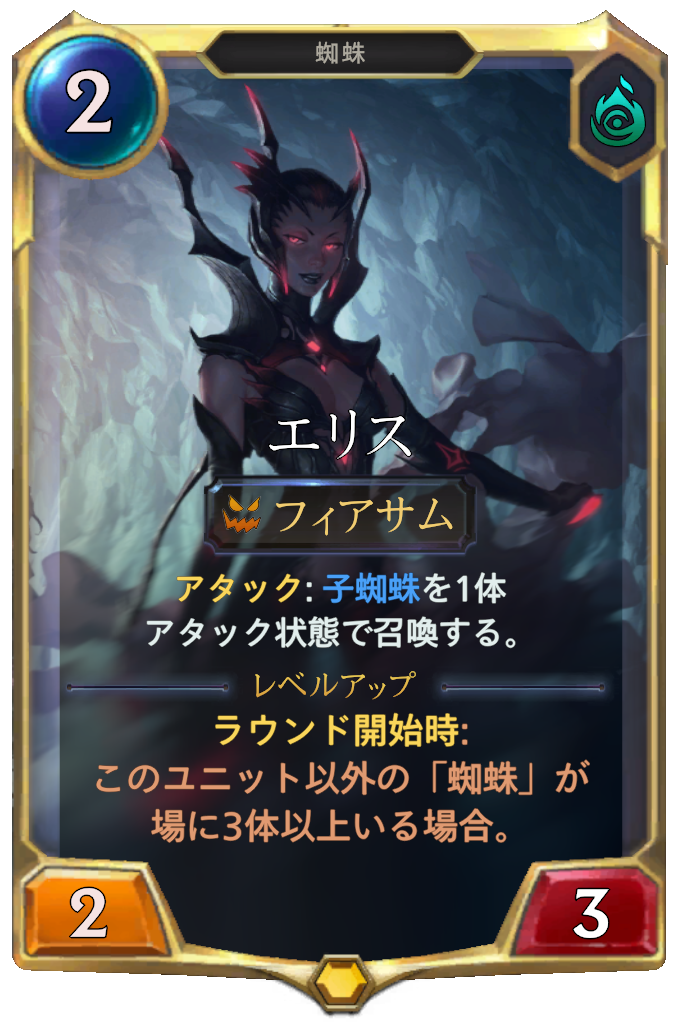 蜘蛛
2
エリス
フィアサム
アタック: 子蜘蛛を1体
アタック状態で召喚する。
レベルアップ
ラウンド開始時:
このユニット以外の「蜘蛛」が
場に3体以上いる場合。
2
3